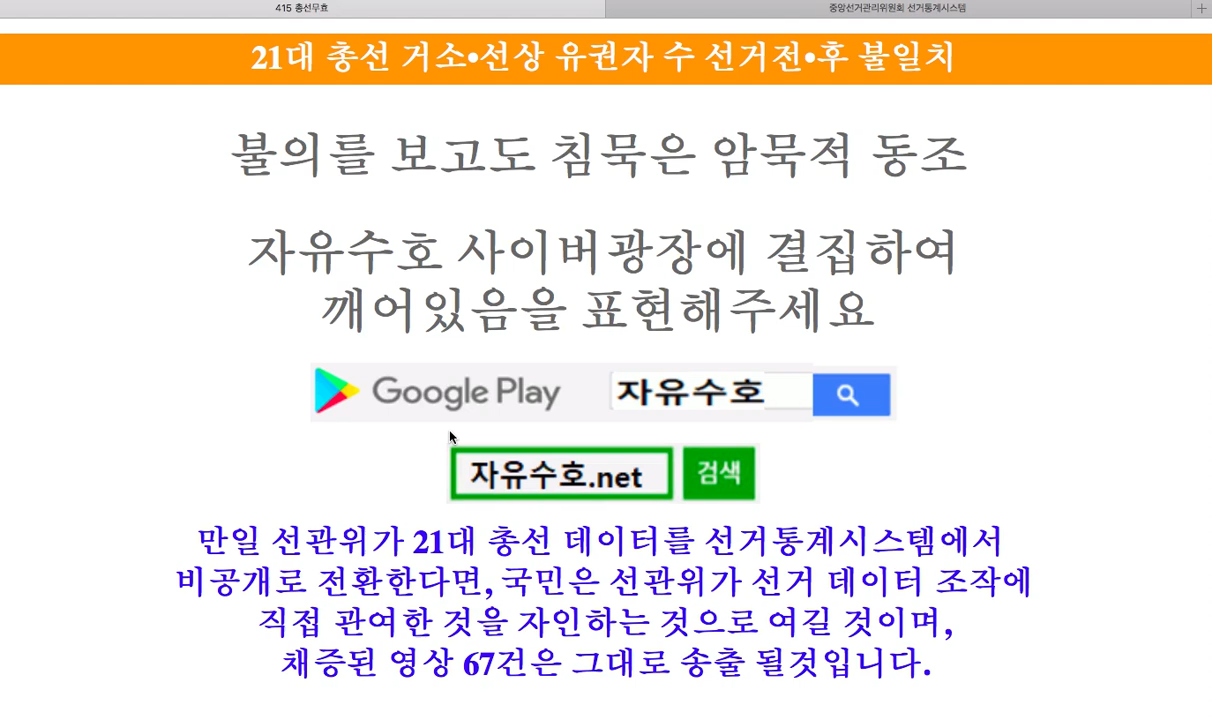 415 총선무효
중앙선거관리위원회 선거통계시스템
21대 총선 거소•선상 유권자 수 선거전•후 불일치
불의를 보고도 침묵은 암묵적 동조
자유수호 사이버광장에 결집하여
깨어있음을 표현해주세요
Google Play 자유수호
자유수호.net 검색
만일 선관위가 21대 총선 데이터를 선거통계시스템에서
비공개로 전환한다면, 국민은 선관위가 선거 데이터 조작에
직접 관여한 것을 자인하는 것으로 여길 것이며,
채증된 영상 67건은 그대로 송출 될것입니다.